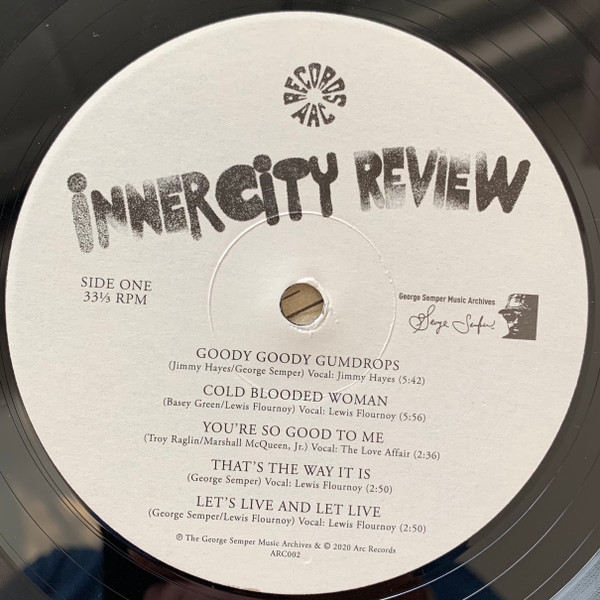 RECORDS
ARC
INNERCITY REVIEW
SIDE ONE
33⅓ RPM
George Semper Music Archives
George Semper
GOODY GOODY GUMDROPS
(Jimmy Hayes/George Semper) Vocal: Jimmy Hayes (5:42)
COLD BLOODED WOMAN
(Basey Green/Lewis Flournoy) Vocal: Lewis Flournoy (5:56)
YOU'RE SO GOOD TO ME
(Troy Raglin/Marshall McQueen, Jr.) Vocal: The Love Affair (2:36)
THAT'S THE WAY IT IS
(George Semper) Vocal: Lewis Flournoy (2:50)
LET'S LIVE AND LET LIVE
(George Semper/Lewis Flournoy) Vocal: Lewis Flournoy (2:50)
℗ The George Semper Music Archives & © 2020 Arc Records
ARC002